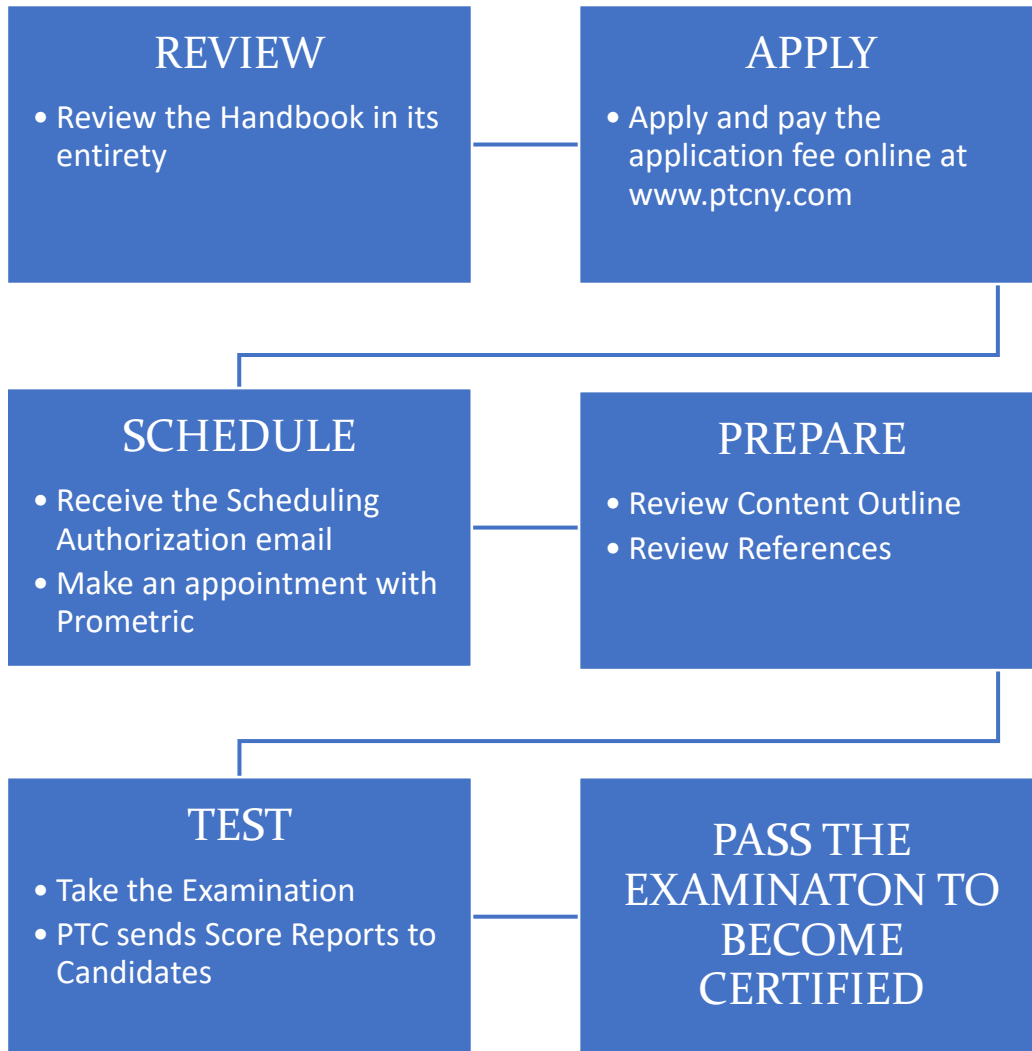 REVIEW
• Review the Handbook in its
entirety
APPLY
• Apply and pay the
application fee online at
www.ptcny.com
SCHEDULE
• Receive the Scheduling
Authorization email
• Make an appointment with
Prometric
PREPARE
• Review Content Outline
• Review References
TEST
• Take the Examination
• PTC sends Score Reports to
Candidates
PASS THE
EXAMINATON TO
BECOME
CERTIFIED